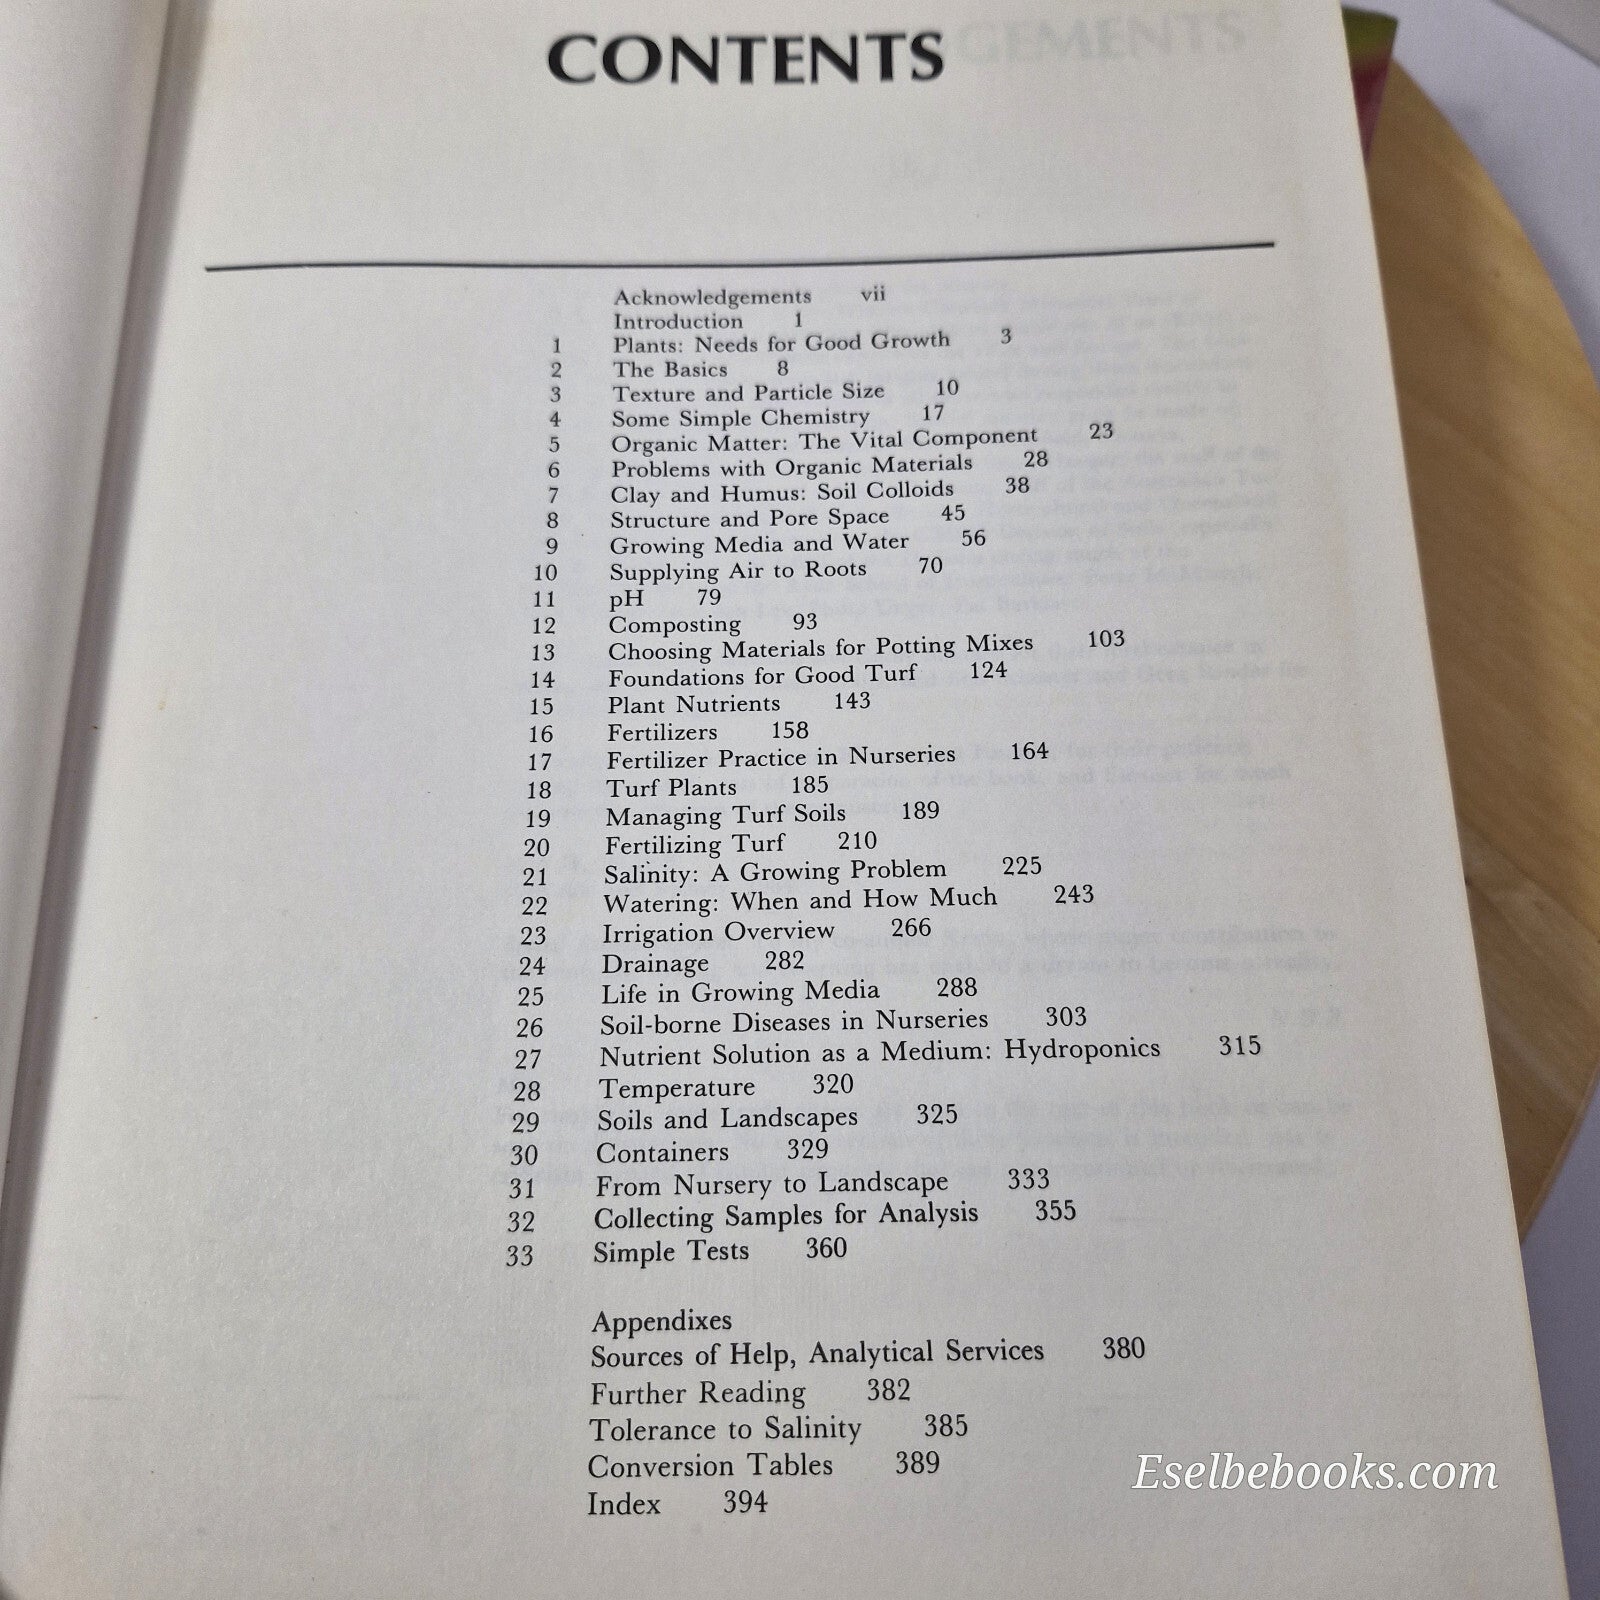 CONTENTS
GEMENTS
Acknowledgements vii
Introduction 1
1 Plants: Needs for Good Growth 3
2 The Basics 8
3 Texture and Particle Size 10
4 Some Simple Chemistry 17
5 Organic Matter: The Vital Component 23
6 Problems with Organic Materials 28
7 Clay and Humus: Soil Colloids 38
8 Structure and Pore Space 45
9 Growing Media and Water 56
10 Supplying Air to Roots 70
11 pH 79
12 Composting 93
13 Choosing Materials for Potting Mixes 103
14 Foundations for Good Turf 124
15 Plant Nutrients 143
16 Fertilizers 158
17 Fertilizer Practice in Nurseries 164
18 Turf Plants 185
19 Managing Turf Soils 189
20 Fertilizing Turf 210
21 Salinity: A Growing Problem 225
22 Watering: When and How Much 243
23 Irrigation Overview 266
24 Drainage 282
25 Life in Growing Media 288
26 Soil-borne Diseases in Nurseries 303
27 Nutrient Solution as a Medium: Hydroponics 315
28 Temperature 320
29 Soils and Landscapes 325
30 Containers 329
31 From Nursery to Landscape 333
32 Collecting Samples for Analysis 355
33 Simple Tests 360
Appendixes
Sources of Help, Analytical Services 380
Further Reading 382
Tolerance to Salinity 385
Conversion Tables 389
Index 394
Eselbebooks.com